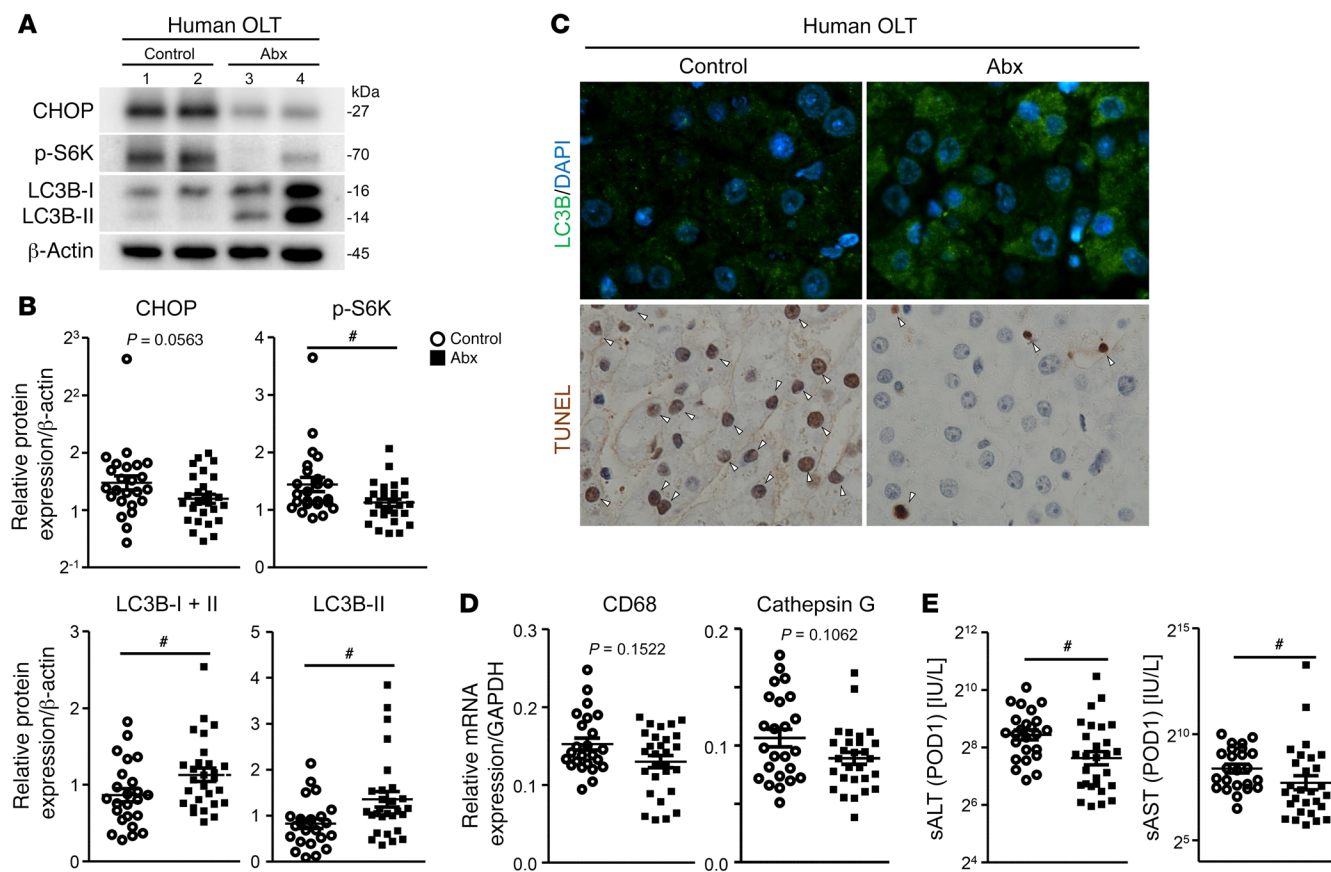 A
Human OLT
Control Abx
1 2 3 4
kDa
CHOP -27
p-S6K -70
LC3B-I -16
LC3B-II -14
β-Actin -45
B
CHOP
Relative protein
expression/β-actin
2³
2²
2
1
2⁻¹
P = 0.0563
p-S6K
4
3
2
1
0
#
Control
Abx
LC3B-I + II
Relative protein
expression/β-actin
3
2
1
0
#
LC3B-II
5
4
3
2
1
0
#
C
Human OLT
Control Abx
LC3B/DAPI
TUNEL
D
CD68
Relative mRNA
expression/GAPDH
0.3
0.2
0.1
0.0
P = 0.1522
Cathepsin G
0.2
0.1
0.0
P = 0.1062
E
sALT (POD1) [IU/L]
2¹²
2¹⁰
2⁸
2⁶
2⁴
#
sAST (POD1) [IU/L]
2¹⁵
2¹⁰
2⁵
#